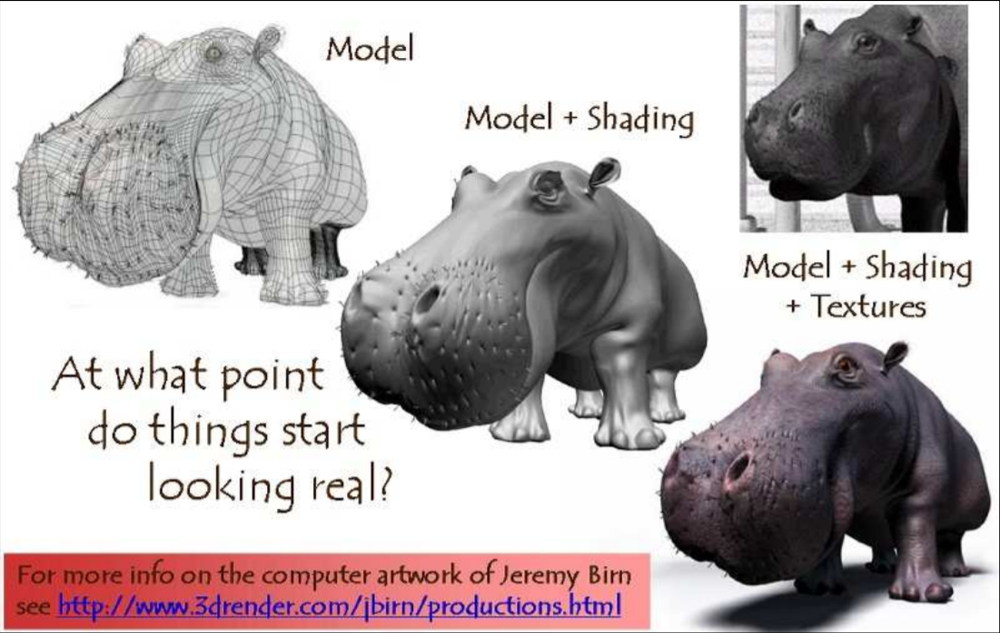 Model
Model + Shading
Model + Shading
+ Textures
At what point
do things start
looking real?
For more info on the computer artwork of Jeremy Birn
see http://www.3drender.com/jbirn/productions.html